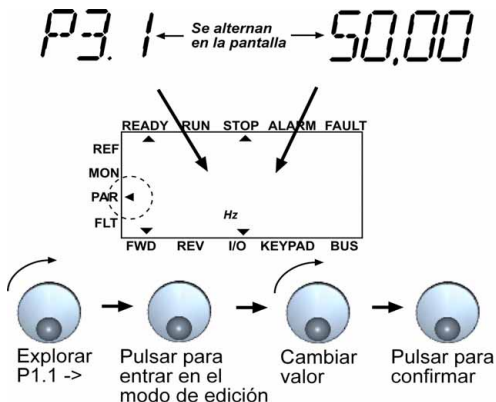 P3.1
Se alternan
en la pantalla
50.00
READY RUN STOP ALARM FAULT
REF
MON
PAR
FLT
Hz
FWD REV I/O KEYPAD BUS
Explorar
P1.1 ->
Pulsar para
entrar en el
modo de edición
Cambiar
valor
Pulsar para
confirmar